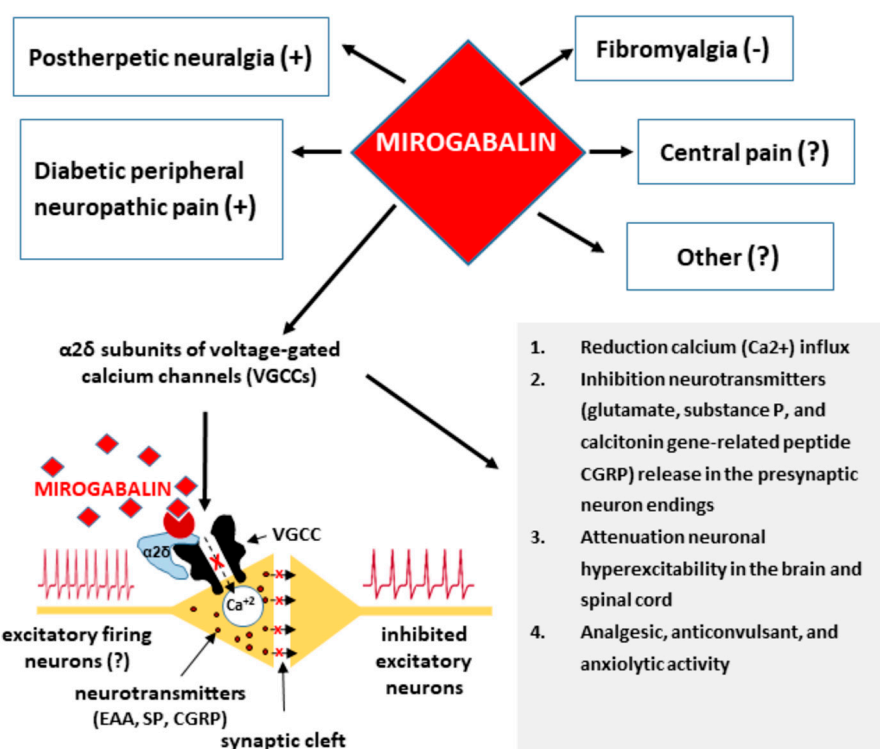 Postherpetic neuralgia (+)
Fibromyalgia (-)
MIROGABALIN
Diabetic peripheral
neuropathic pain (+)
Central pain (?)
Other (?)
α2δ subunits of voltage-gated
calcium channels (VGCCs)
MIROGABALIN
VGCC
α2δ
x
Ca+2
x
x
x
x
excitatory firing
neurons (?)
inhibited
excitatory
neurons
neurotransmitters
(EAA, SP, CGRP)
synaptic cleft
1. Reduction calcium (Ca2+) influx
2. Inhibition neurotransmitters
(glutamate, substance P, and
calcitonin gene-related peptide
CGRP) release in the presynaptic
neuron endings
3. Attenuation neuronal
hyperexcitability in the brain and
spinal cord
4. Analgesic, anticonvulsant, and
anxiolytic activity